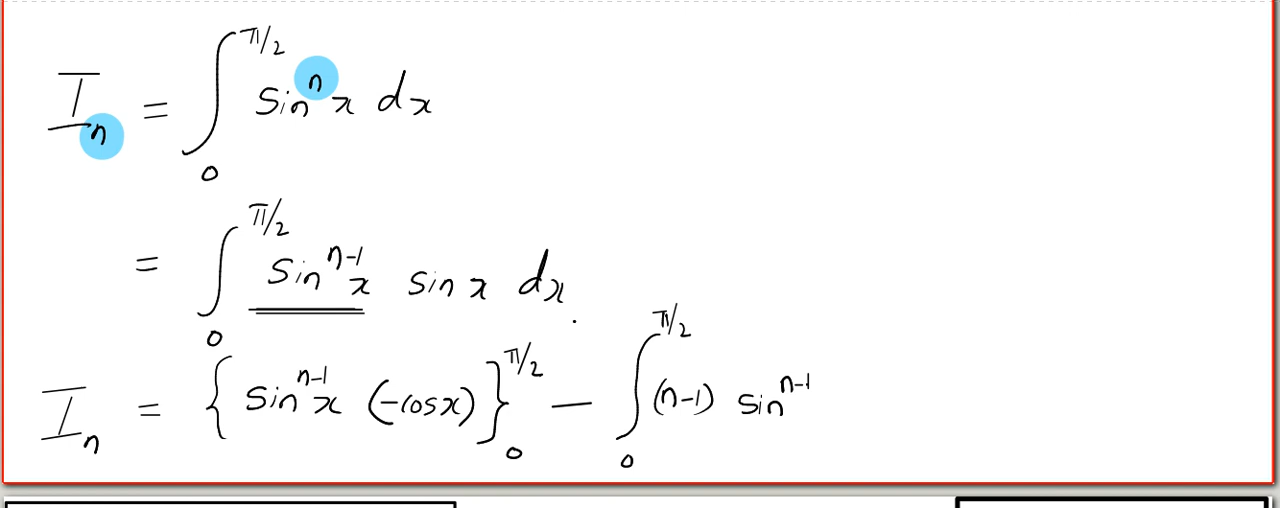 I_n = ∫_0^{π/2} sin^n x dx
= ∫_0^{π/2} sin^{n-1} x sin x dx.
I_n = {sin^{n-1} x (-cosx)}_0^{π/2} - ∫_0^{π/2} (n-1) sin^{n-1}